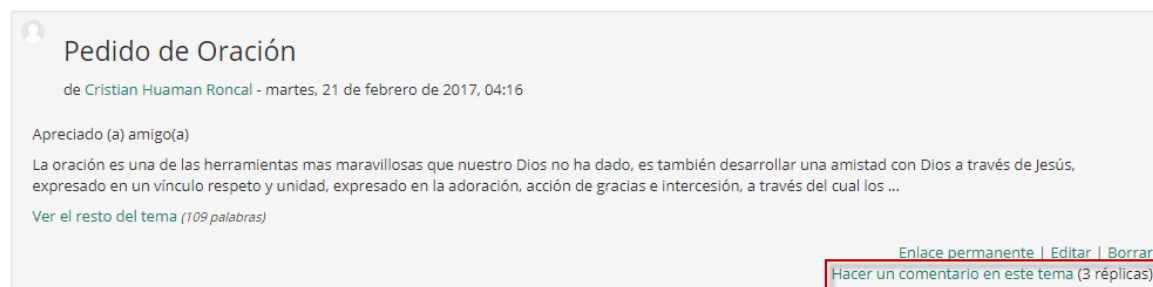 Pedido de Oración
de Cristian Huaman Roncal - martes, 21 de febrero de 2017, 04:16
Apreciado (a) amigo(a)
La oración es una de las herramientas mas maravillosas que nuestro Dios no ha dado, es también desarrollar una amistad con Dios a través de Jesús,
expresado en un vínculo respeto y unidad, expresado en la adoración, acción de gracias e intercesión, a través del cual los ...
Ver el resto del tema (109 palabras)
Enlace permanente | Editar | Borrar
Hacer un comentario en este tema (3 réplicas)